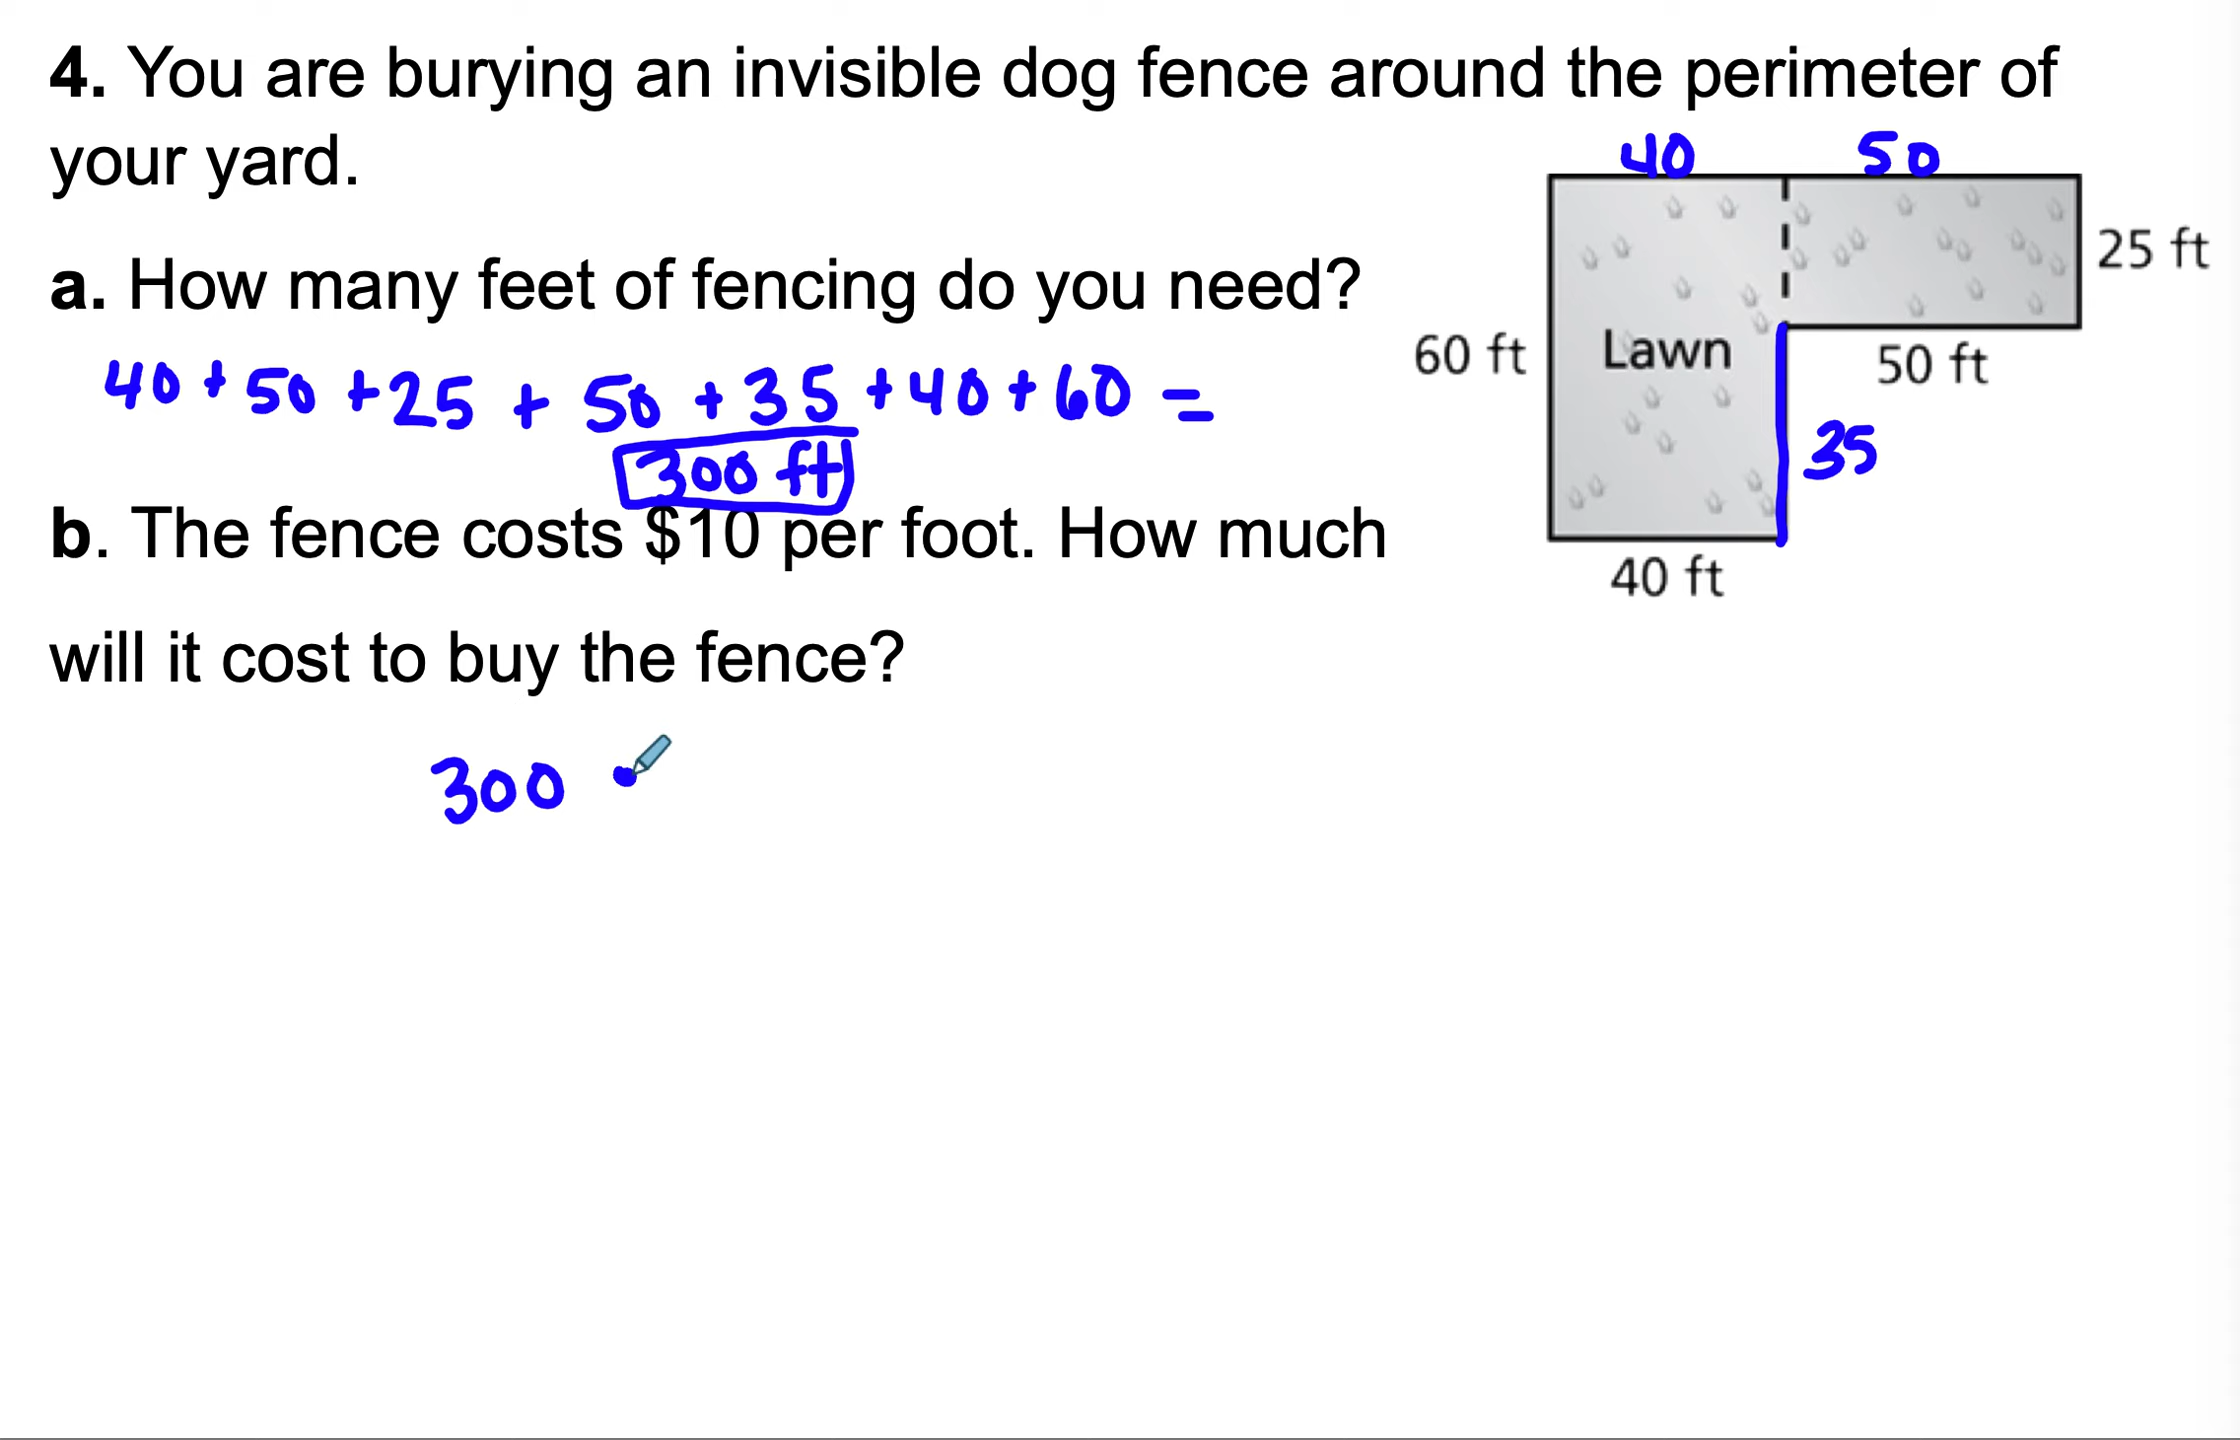 4. You are burying an invisible dog fence around the perimeter of
your yard.
40 50
25 ft
a. How many feet of fencing do you need?
60 ft
Lawn
50 ft
40 + 50 + 25 + 50 + 35 + 40 + 60 =
35
300 ft
b. The fence costs $10 per foot. How much
40 ft
will it cost to buy the fence?
300 •